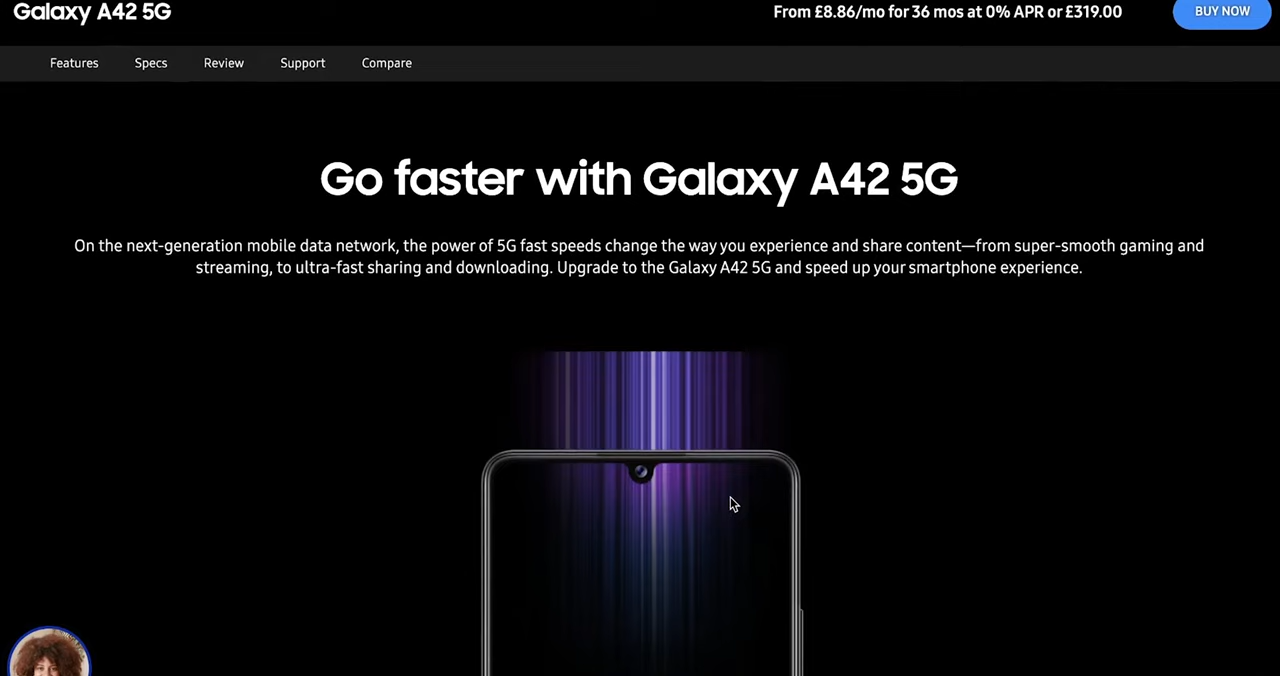 Galaxy A42 5G
From £8.86/mo for 36 mos at 0% APR or £319.00
BUY NOW
Features
Specs
Review
Support
Compare
Go faster with Galaxy A42 5G
On the next-generation mobile data network, the power of 5G fast speeds change the way you experience and share content—from super-smooth gaming and
streaming, to ultra-fast sharing and downloading. Upgrade to the Galaxy A42 5G and speed up your smartphone experience.